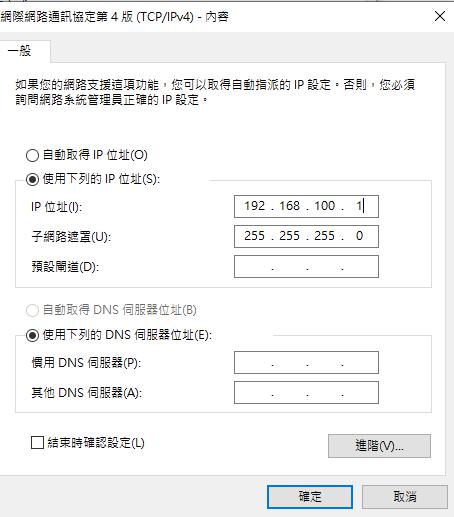 網際網路通訊協定第 4 版 (TCP/IPv4) - 內容
一般
如果您的網路支援這項功能，您可以取得自動指派的 IP 設定。否則，您必須
詢問網路系統管理員正確的 IP 設定。
自動取得 IP 位址(O)
使用下列的 IP 位址(S):
IP 位址(I): 192 . 168 . 100 . 1
子網路遮罩(U): 255 . 255 . 255 . 0
預設閘道(D): . . .
自動取得 DNS 伺服器位址(B)
使用下列的 DNS 伺服器位址(E):
慣用 DNS 伺服器(P): . . .
其他 DNS 伺服器(A): . . .
結束時確認設定(L) 進階(V)...
確定 取消